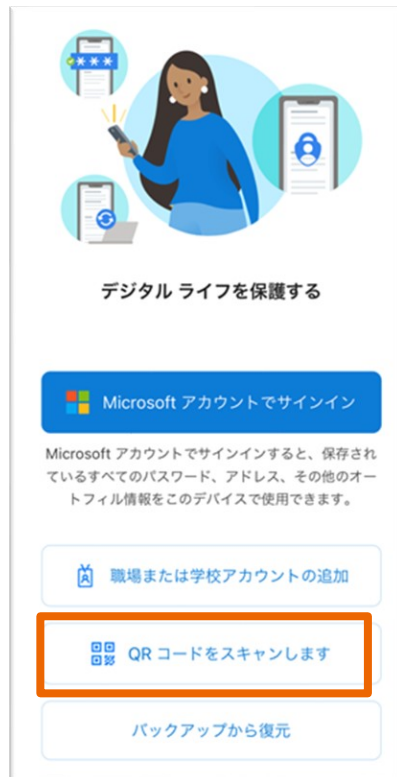 ***
デジタル ライフを保護する
Microsoft アカウントでサインイン
Microsoft アカウントでサインインすると、保存され
ているすべてのパスワード、アドレス、その他のオー
トフィル情報をこのデバイスで使用できます。
職場または学校アカウントの追加
QR コードをスキャンします
バックアップから復元